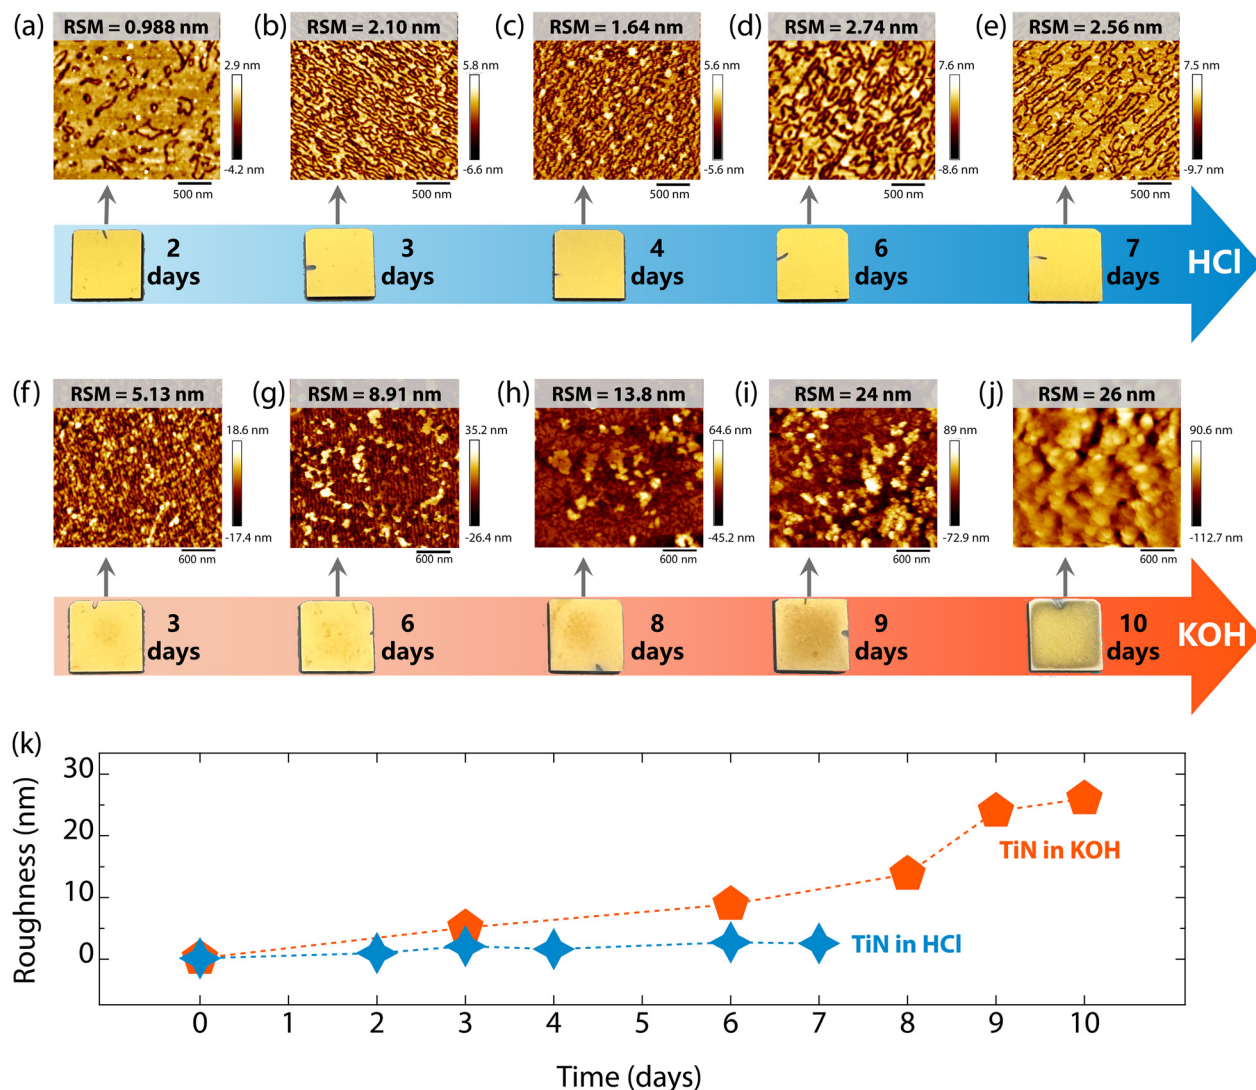 (a) RSM = 0.988 nm
2.9 nm
-4.2 nm
500 nm
(b) RSM = 2.10 nm
5.8 nm
-6.6 nm
500 nm
(c) RSM = 1.64 nm
5.6 nm
-5.6 nm
500 nm
(d) RSM = 2.74 nm
7.6 nm
-8.6 nm
500 nm
(e) RSM = 2.56 nm
7.5 nm
-9.7 nm
500 nm
2
days
3
days
4
days
6
days
7
days
HCl
(f) RSM = 5.13 nm
18.6 nm
-17.4 nm
600 nm
(g) RSM = 8.91 nm
35.2 nm
-26.4 nm
600 nm
(h) RSM = 13.8 nm
64.6 nm
-45.2 nm
600 nm
(i) RSM = 24 nm
89 nm
-72.9 nm
600 nm
(j) RSM = 26 nm
90.6 nm
-112.7 nm
600 nm
3
days
6
days
8
days
9
days
10
days
KOH
(k)
Roughness (nm)
30
20
10
0
TiN in KOH
TiN in HCl
0 1 2 3 4 5 6 7 8 9 10
Time (days)